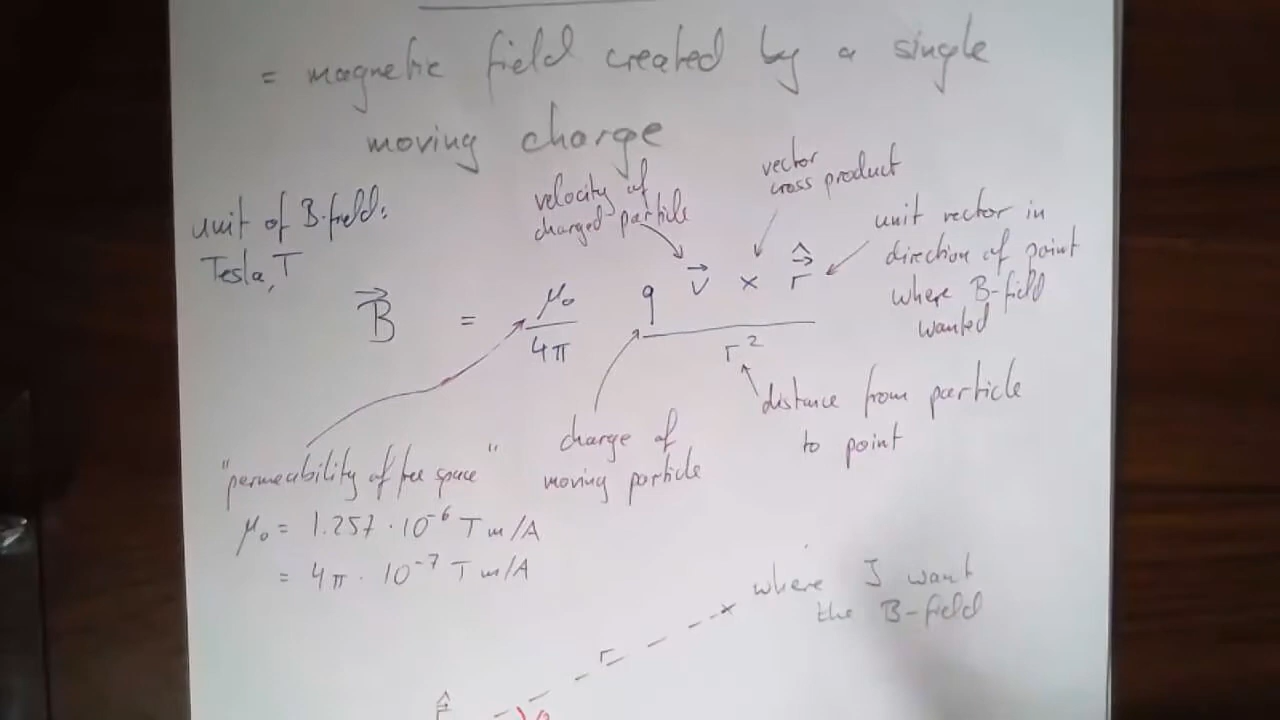 = magnetic field created by a single
moving charge
vector
cross product
velocity of
charged particle
unit of B-field:
Tesla, T
unit vector in
direction of point
where B-field
wanted
B⃗ = μ₀ q v⃗ × r̂
4π r²
distance from particle
to point
charge of
moving particle
"permeability of free space"
μ₀ = 1.257 · 10⁻⁶ T m/A
= 4π · 10⁻⁷ T m/A
where I want
the B-field
r
r̂